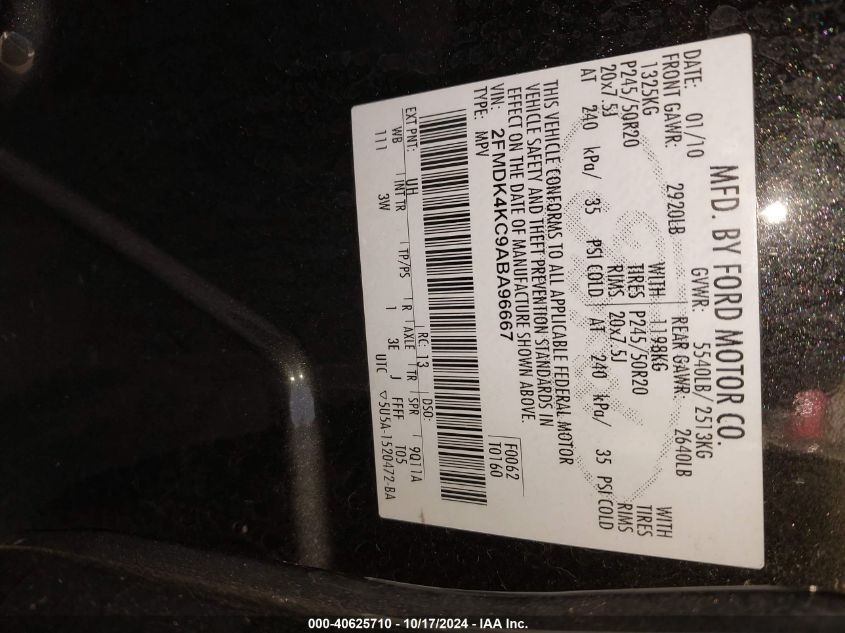 MFD. BY FORD MOTOR CO.
DATE: 01/10 GVWR: 5540LB/ 2513KG
FRONT GAWR: 2920LB REAR GAWR: 2640LB
1325KG WITH 1198KG WITH
P245/50R20 TIRES P245/50R20 TIRES
20x7.5J RIMS 20x7.5J RIMS
AT 240 kPa/ 35 PSI COLD AT 240 kPa/ 35 PSI COLD
THIS VEHICLE CONFORMS TO ALL APPLICABLE FEDERAL MOTOR
VEHICLE SAFETY AND THEFT PREVENTION STANDARDS IN
EFFECT ON THE DATE OF MANUFACTURE SHOWN ABOVE.
VIN: 2FMDK4KC9ABA96667 F0062
TYPE: MPV T0160
EXT PNT: UH RC: 13 DSO:
WB INT TR TP/PS R AXLE TR SPR 9Q11A
111 3W 1 3E J FFFF T05
UTC ▽5U5A-1520472-BA
000-40625710 - 10/17/2024 - IAA Inc.